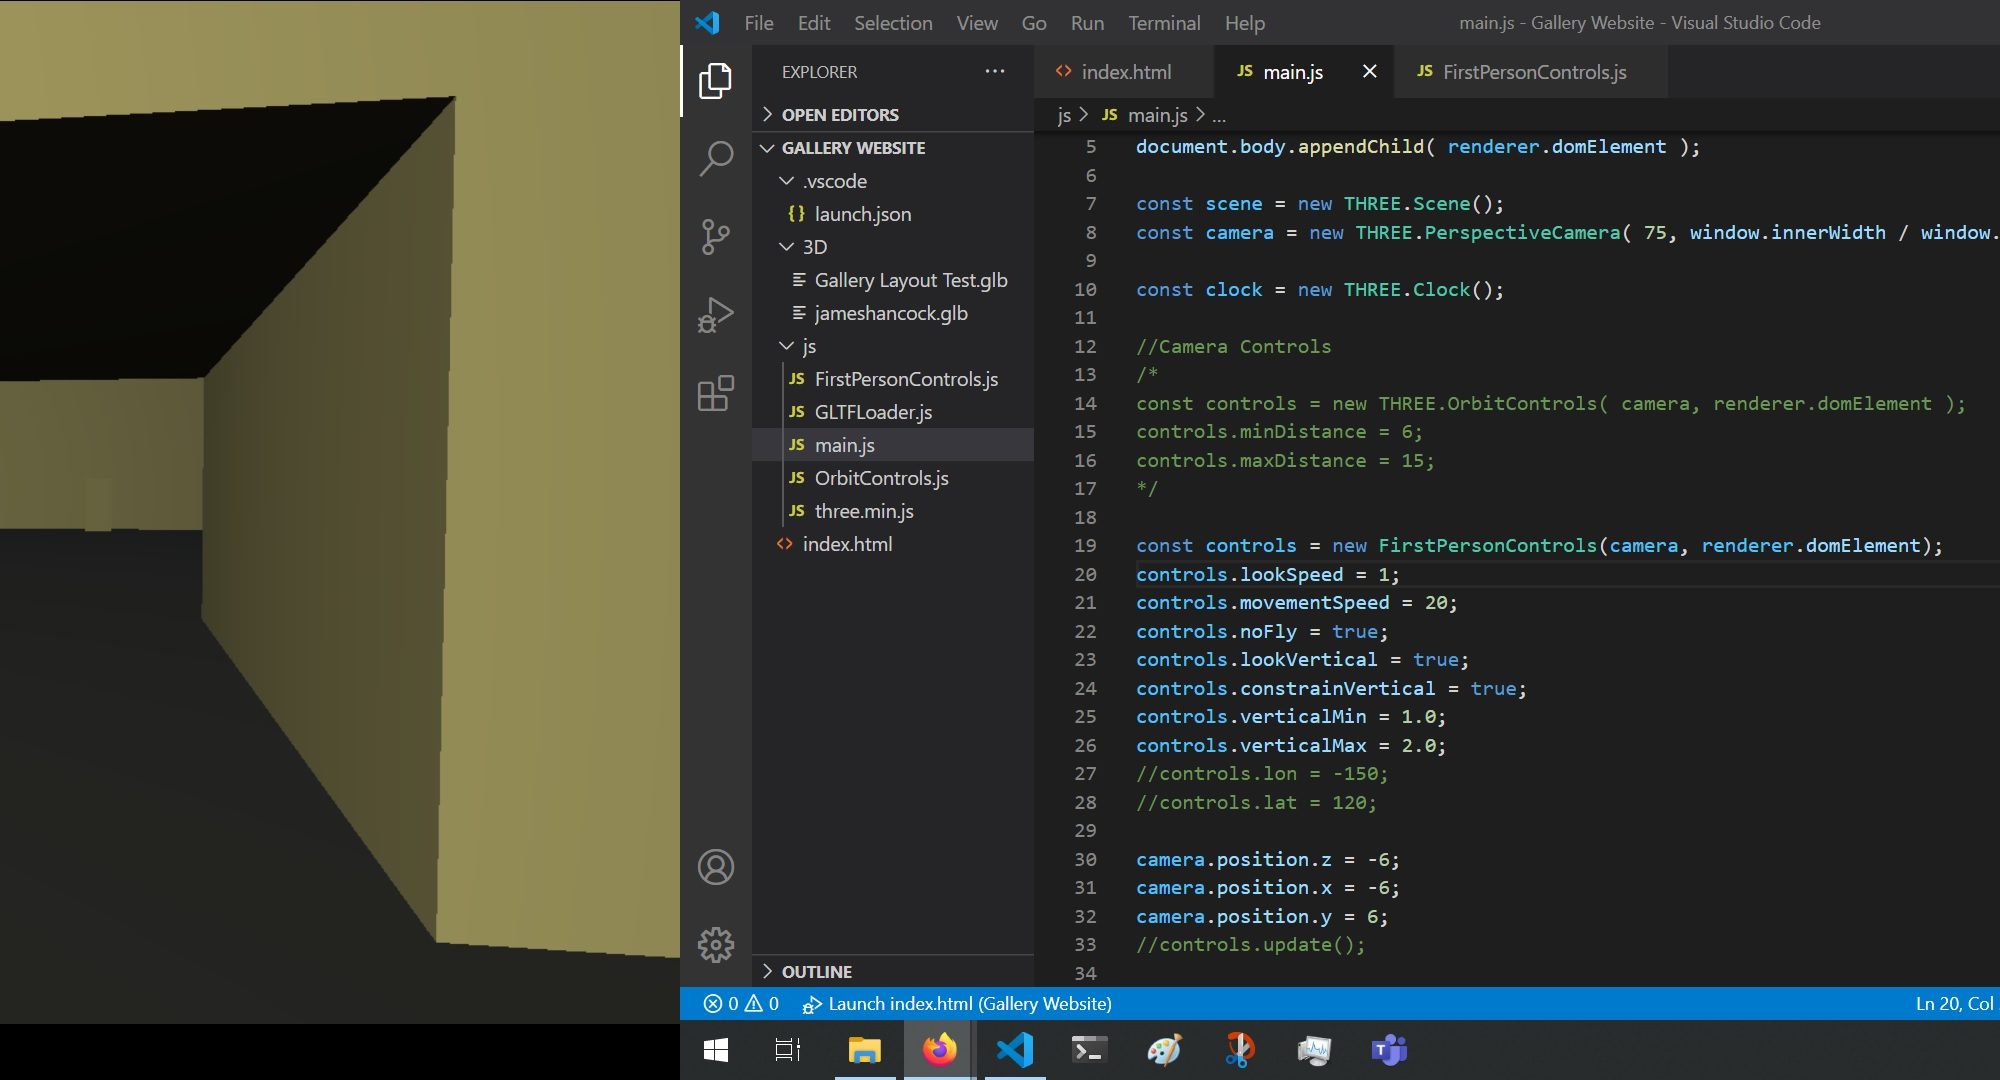 File Edit Selection View Go Run Terminal Help main.js - Gallery Website - Visual Studio Code
EXPLORER ...
OPEN EDITORS
GALLERY WEBSITE
.vscode
{} launch.json
3D
Gallery Layout Test.glb
jameshancock.glb
js
JS FirstPersonControls.js
JS GLTFLoader.js
JS main.js
JS OrbitControls.js
JS three.min.js
<> index.html
OUTLINE
<> index.html JS main.js JS FirstPersonControls.js
js > JS main.js > ...
5 document.body.appendChild( renderer.domElement );
6
7 const scene = new THREE.Scene();
8 const camera = new THREE.PerspectiveCamera( 75, window.innerWidth / window.
9
10 const clock = new THREE.Clock();
11
12 //Camera Controls
13 /*
14 const controls = new THREE.OrbitControls( camera, renderer.domElement );
15 controls.minDistance = 6;
16 controls.maxDistance = 15;
17 */
18
19 const controls = new FirstPersonControls(camera, renderer.domElement);
20 controls.lookSpeed = 1;
21 controls.movementSpeed = 20;
22 controls.noFly = true;
23 controls.lookVertical = true;
24 controls.constrainVertical = true;
25 controls.verticalMin = 1.0;
26 controls.verticalMax = 2.0;
27 //controls.lon = -150;
28 //controls.lat = 120;
29
30 camera.position.z = -6;
31 camera.position.x = -6;
32 camera.position.y = 6;
33 //controls.update();
34
0 0 Launch index.html (Gallery Website) Ln 20, Col
T